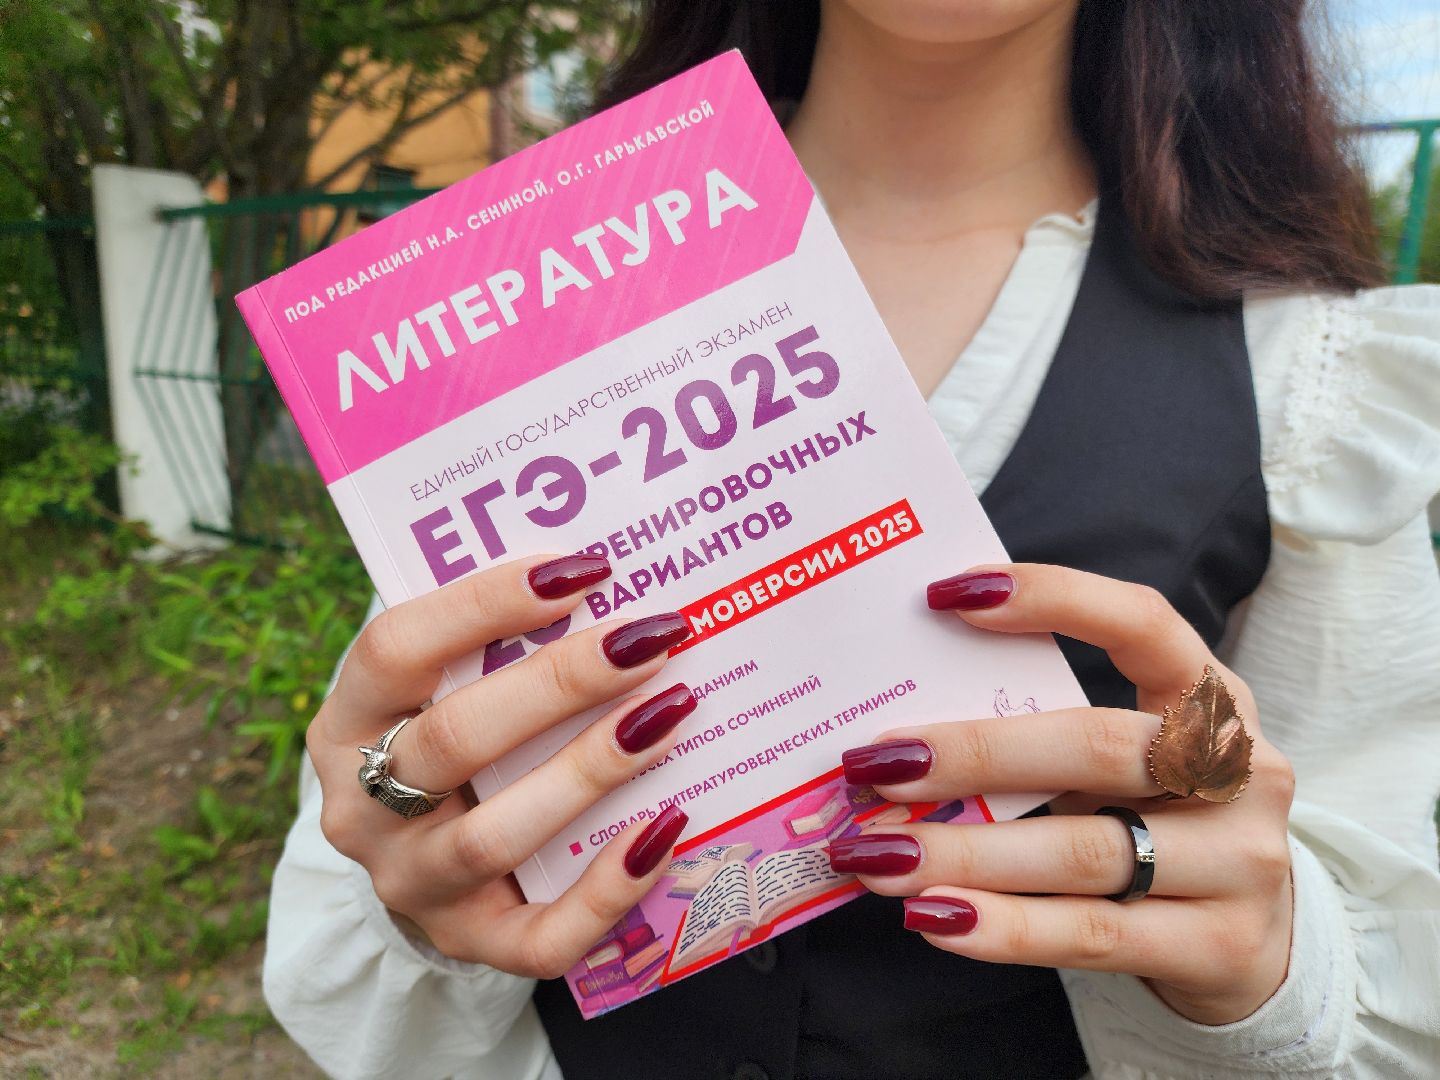 ПОД РЕДАКЦИЕЙ Н.А. СЕНИНОЙ, О.Г. ГАРЬКАВСКОЙ
ЛИТЕРАТУРА
ЕДИНЫЙ ГОСУДАРСТВЕННЫЙ ЭКЗАМЕН
ЕГЭ-2025
ТРЕНИРОВОЧНЫХ
ВАРИАНТОВ
ЕМОВЕРСИИ 2025
ДАНИЯМ
ВСЕХ ТИПОВ СОЧИНЕНИЙ
СЛОВАРЬ ЛИТЕРАТУРОВЕДЧЕСКИХ ТЕРМИНОВ